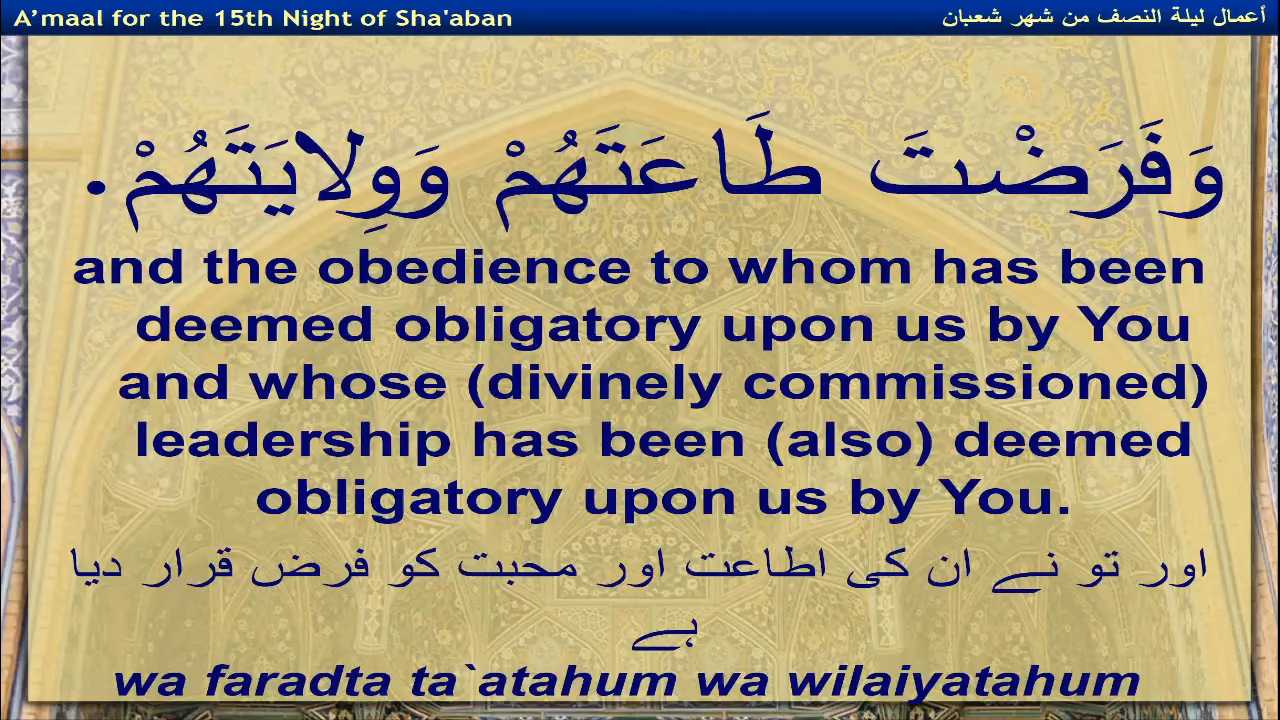 A’maal for the 15th Night of Sha'aban
أعمال ليلة النصف من شهر شعبان
وَفَرَضْتَ طَاعَتَهُمْ وَوِلايَتَهُمْ.
and the obedience to whom has been
deemed obligatory upon us by You
and whose (divinely commissioned)
leadership has been (also) deemed
obligatory upon us by You.
اور تو نے ان کی اطاعت اور محبت کو فرض قرار دیا
ہے
wa faradta ta`atahum wa wilaiyatahum